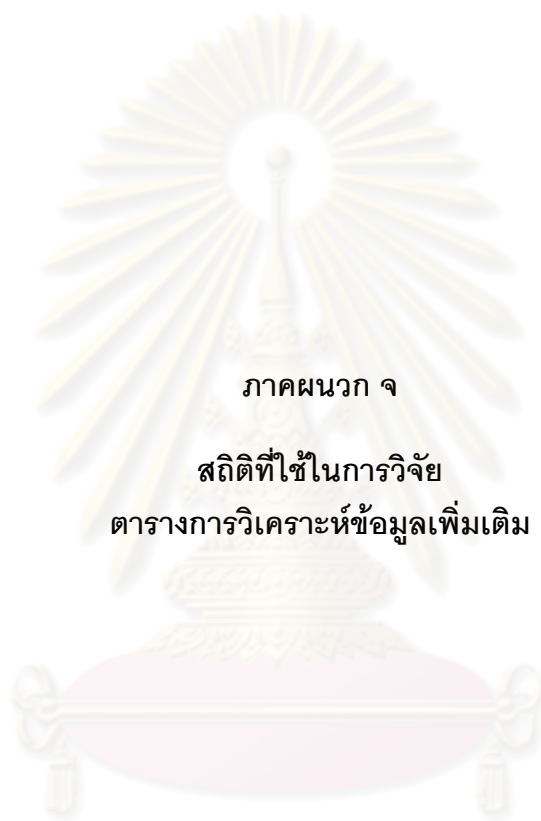 ภาคผนวก จ
สถิติที่ใช้ในการวิจัย
ตารางการวิเคราะห์ข้อมูลเพิ่มเติม